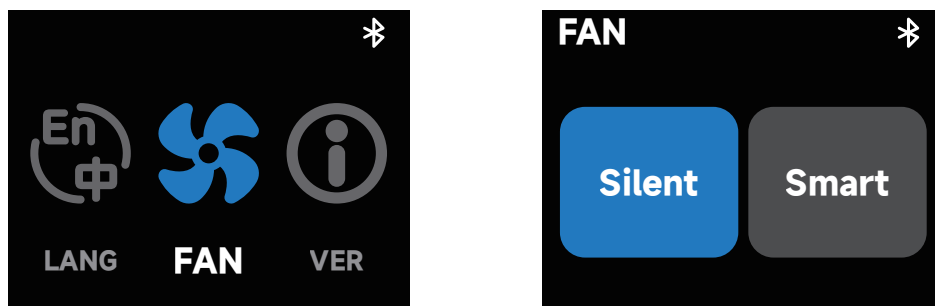 En
中
LANG FAN VER
FAN
Silent Smart